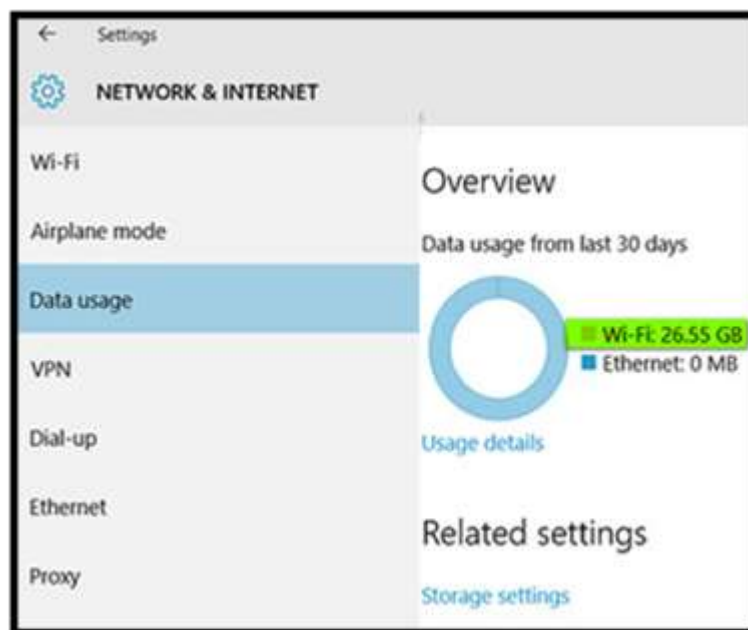 Settings
NETWORK & INTERNET
Wi-Fi
Airplane mode
Data usage
VPN
Dial-up
Ethernet
Proxy
Overview
Data usage from last 30 days
Wi-Fi: 26.55 GB
Ethernet: 0 MB
Usage details
Related settings
Storage settings